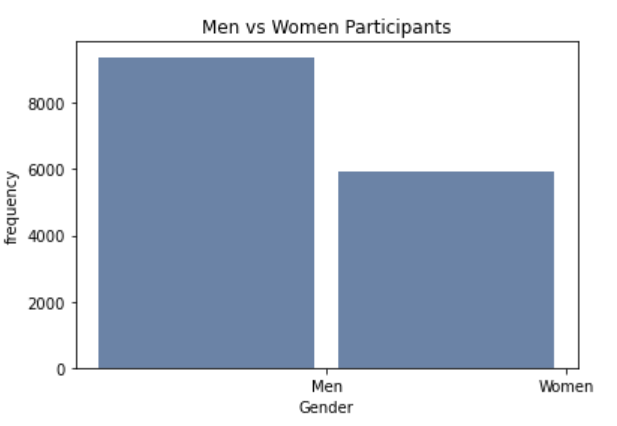 Men vs Women Participants
frequency
8000
6000
4000
2000
0
Men Women
Gender